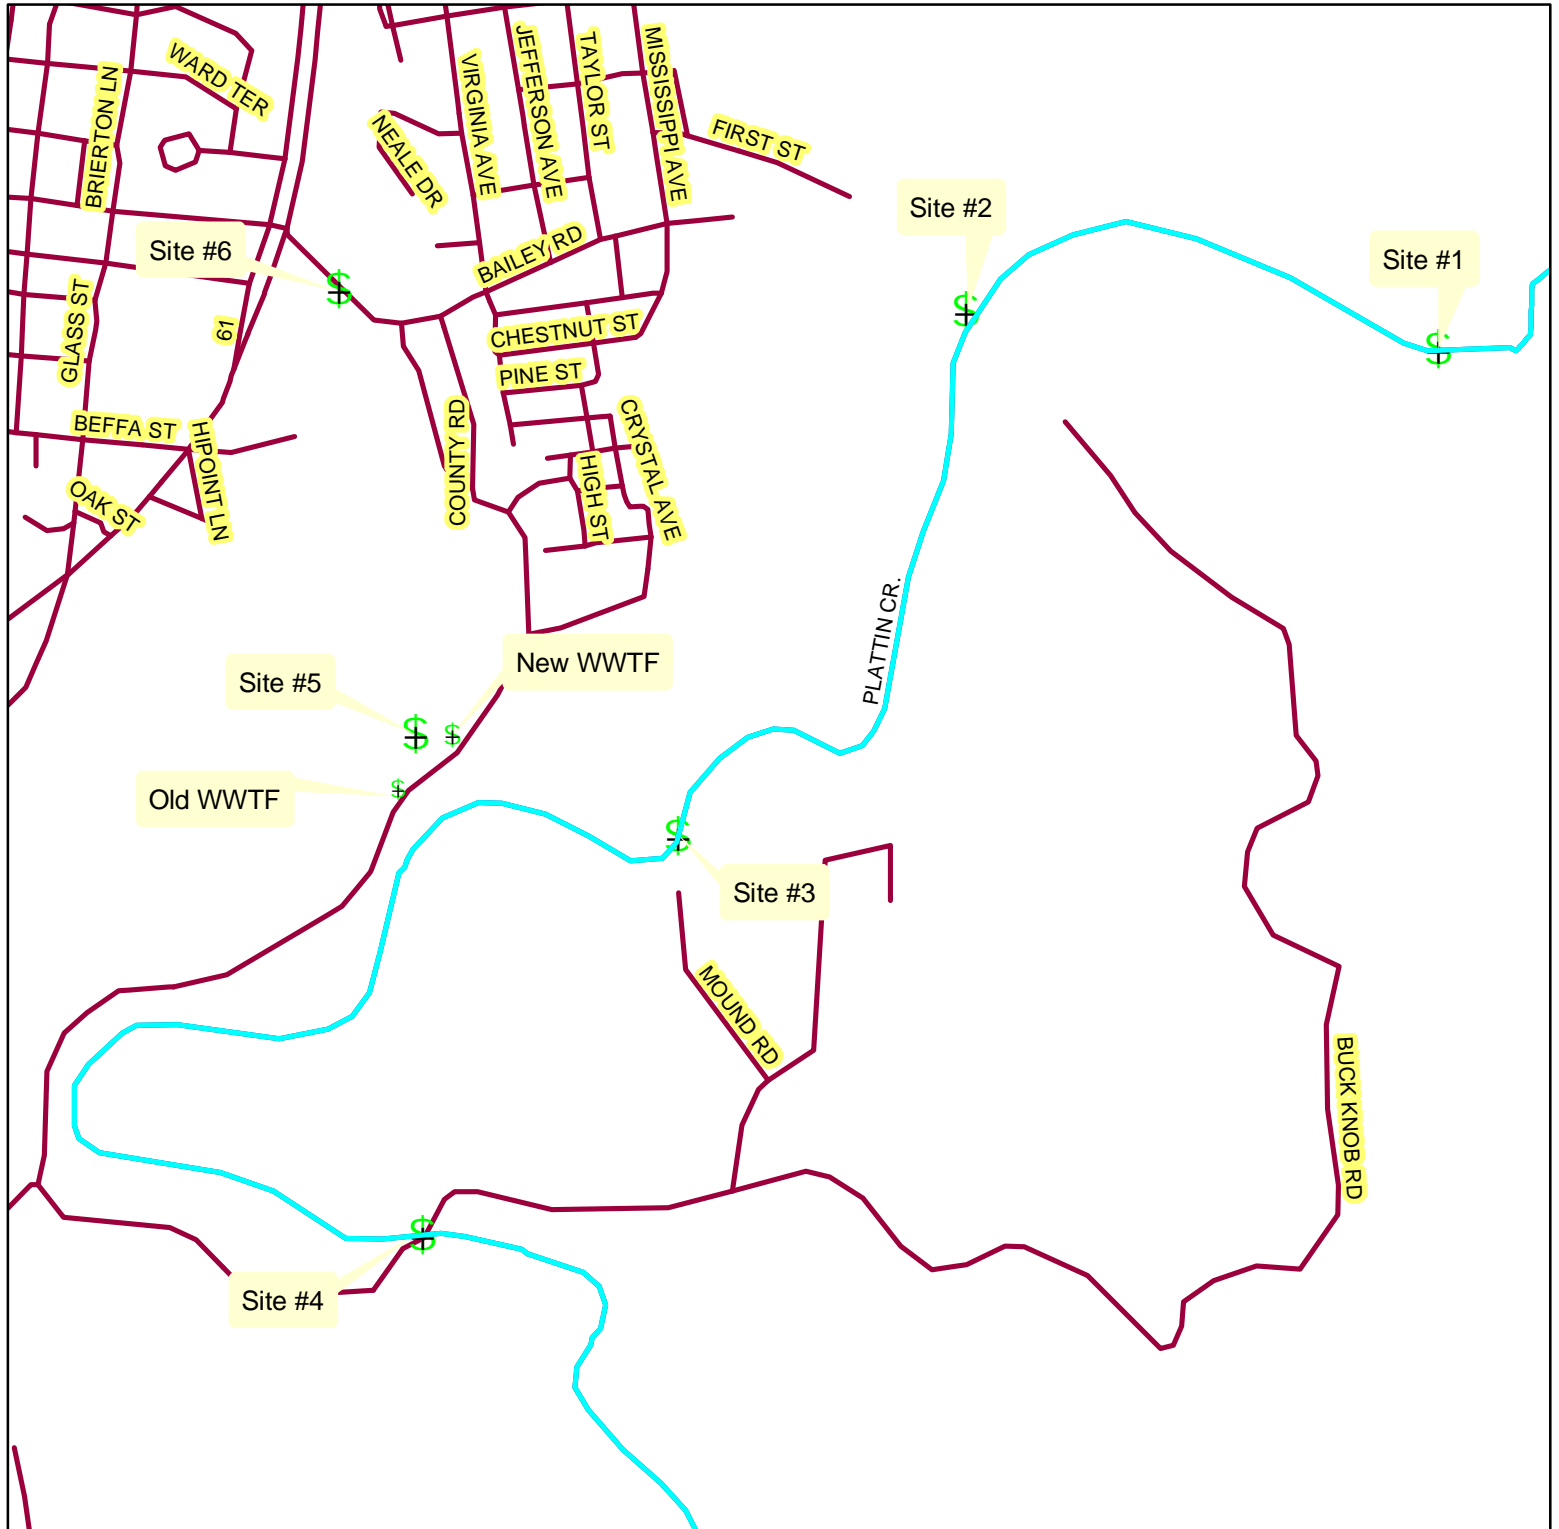 WARD TER
BRIERTON LN
NEALE DR
VIRGINIA AVE
JEFFERSON AVE
TAYLOR ST
MISSISSIPPI AVE
FIRST ST
Site #2
Site #1
Site #6
BAILEY RD
GLASS ST
61
CHESTNUT ST
PINE ST
BEFFA ST
HIPOINT LN
OAK ST
COUNTY RD
HIGH ST
CRYSTAL AVE
PLATTIN CR.
New WWTF
Site #5
Old WWTF
Site #3
MOUND RD
BUCK KNOB RD
Site #4